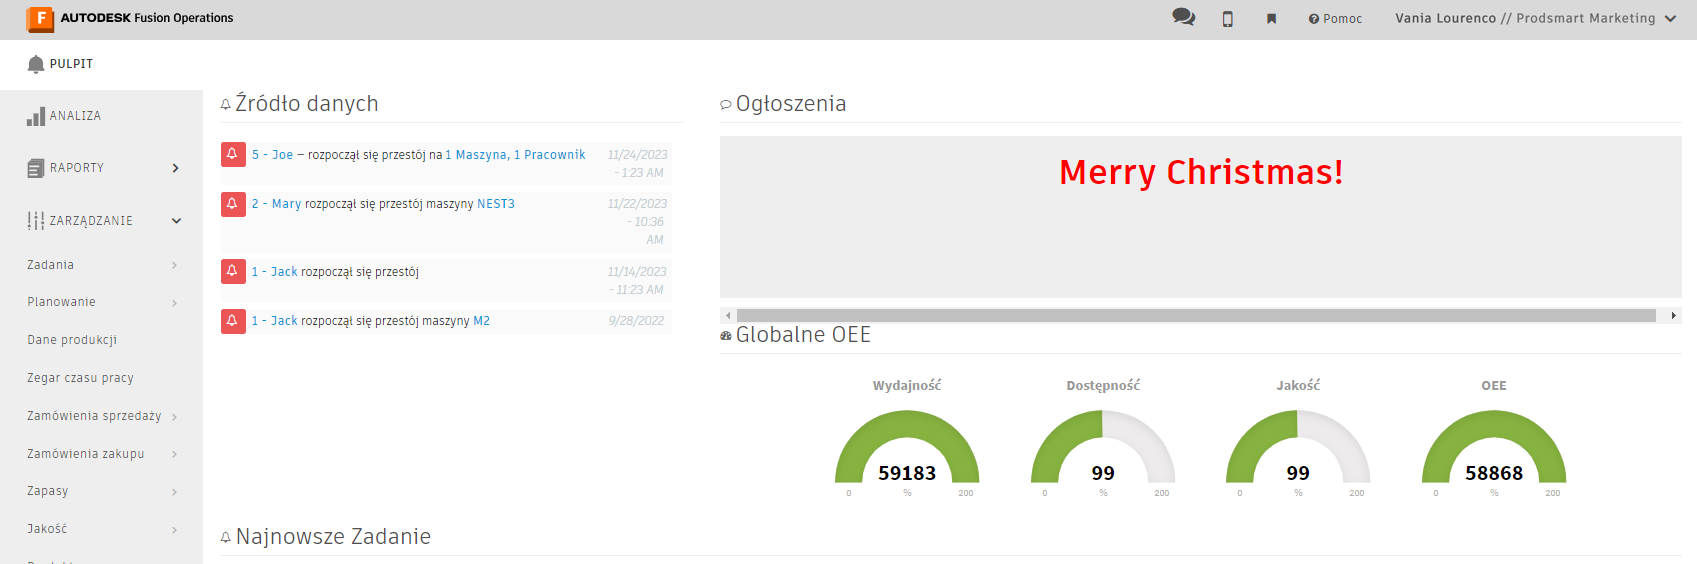 AUTODESK Fusion Operations
Pomoc
Vania Lourenco // Prodsmart Marketing
PULPIT
ANALIZA
RAPORTY
ZARZĄDZANIE
Zadania
Planowanie
Dane produkcji
Zegar czasu pracy
Zamówienia sprzedaży
Zamówienia zakupu
Zapasy
Jakość
Źródło danych
5 - Joe – rozpoczął się przestój na 1 Maszyna, 1 Pracownik
11/24/2023
- 1:23 AM
2 - Mary rozpoczął się przestój maszyny NEST3
11/22/2023
- 10:36
AM
1 - Jack rozpoczął się przestój
11/14/2023
- 11:23 AM
1 - Jack rozpoczął się przestój maszyny M2
9/28/2022
Ogłoszenia
Merry Christmas!
Globalne OEE
Wydajność
59183
0 % 200
Dostępność
99
0 % 200
Jakość
99
0 % 200
OEE
58868
0 % 200
Najnowsze Zadanie